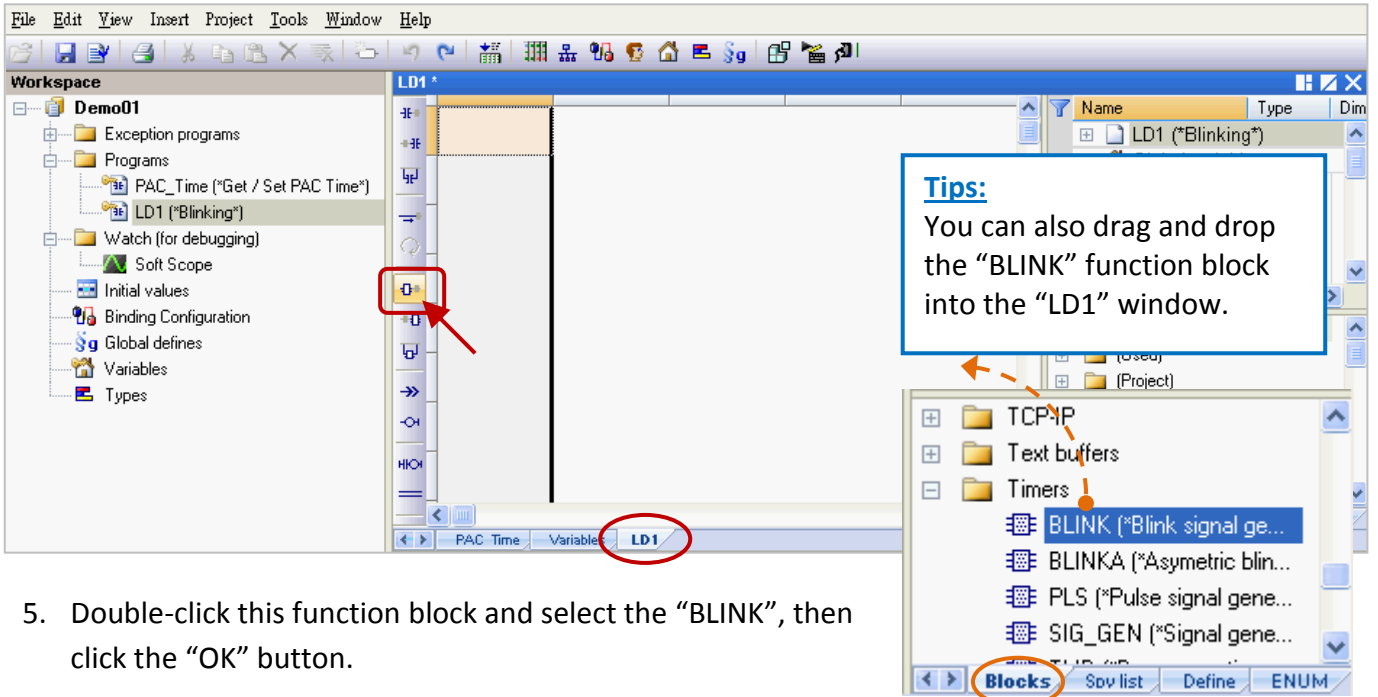 File Edit View Insert Project Tools Window Help
Workspace
Demo01
Exception programs
Programs
PAC_Time (*Get / Set PAC Time*)
LD1 (*Blinking*)
Watch (for debugging)
Soft Scope
Initial values
Binding Configuration
Global defines
Variables
Types
LD1 *
PAC Time Variables LD1
Name Type Dim
LD1 (*Blinking*)
Tips:
You can also drag and drop
the “BLINK” function block
into the “LD1” window.
(Used)
(Project)
TCP-IP
Text buffers
Timers
BLINK (*Blink signal ge...
BLINKA (*Asymetric blin...
PLS (*Pulse signal gene...
SIG_GEN (*Signal gene...
Blocks Spy list Define ENUM
5. Double-click this function block and select the “BLINK”, then
click the “OK” button.